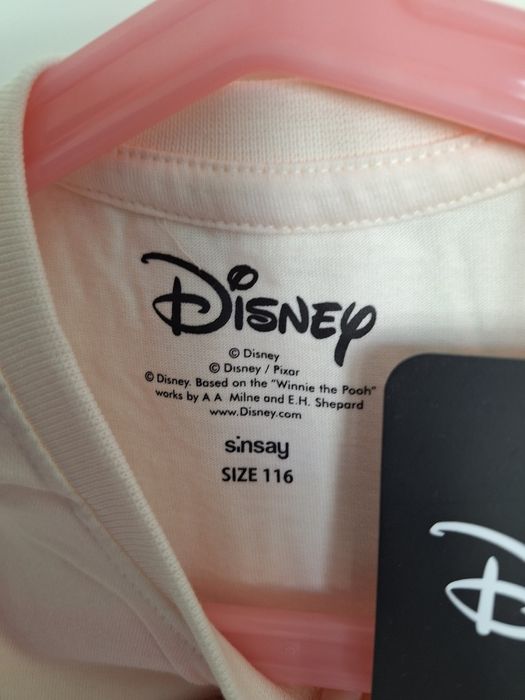 Disney
© Disney
© Disney / Pixar
© Disney. Based on the "Winnie the Pooh"
works by A A Milne and E.H. Shepard
www.Disney.com
sinsay
SIZE 116
D